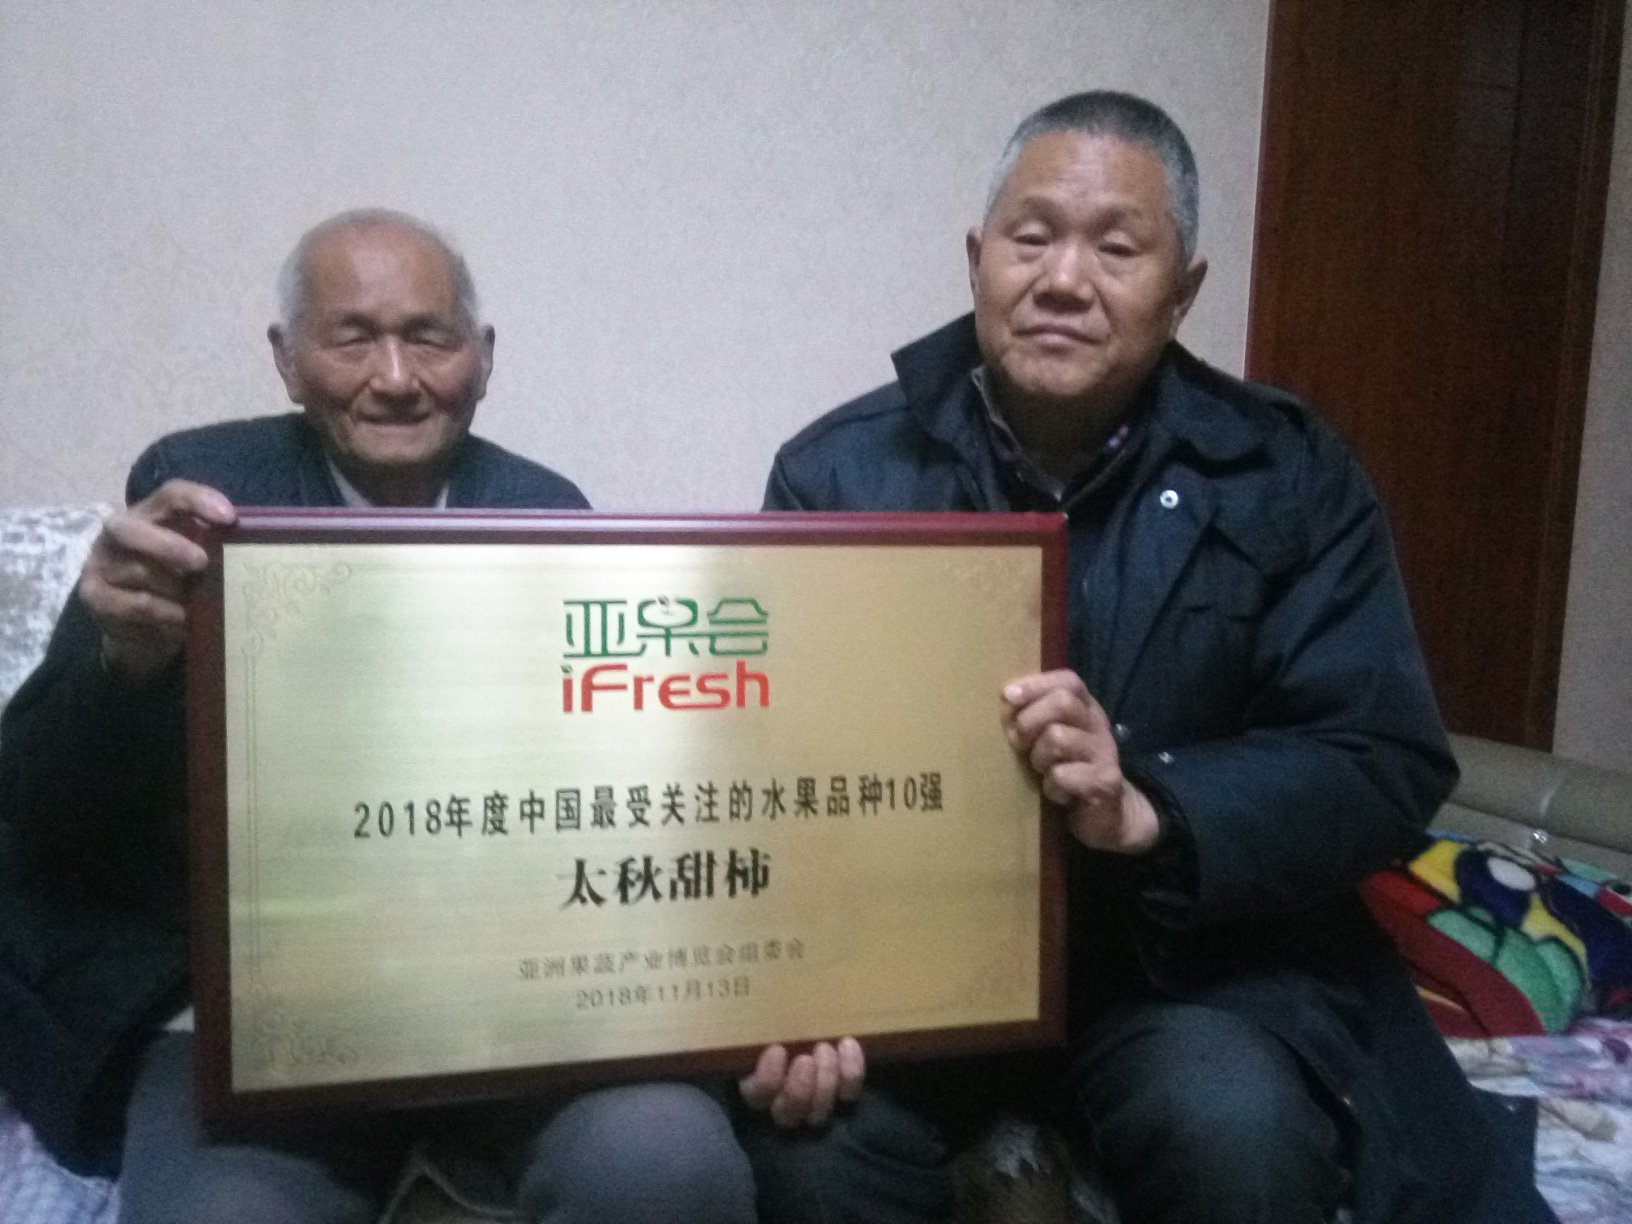 亚果会
iFresh
2018年度中国最受关注的水果品种10强
太秋甜柿
亚洲果蔬产业博览会组委会
2018年11月13日